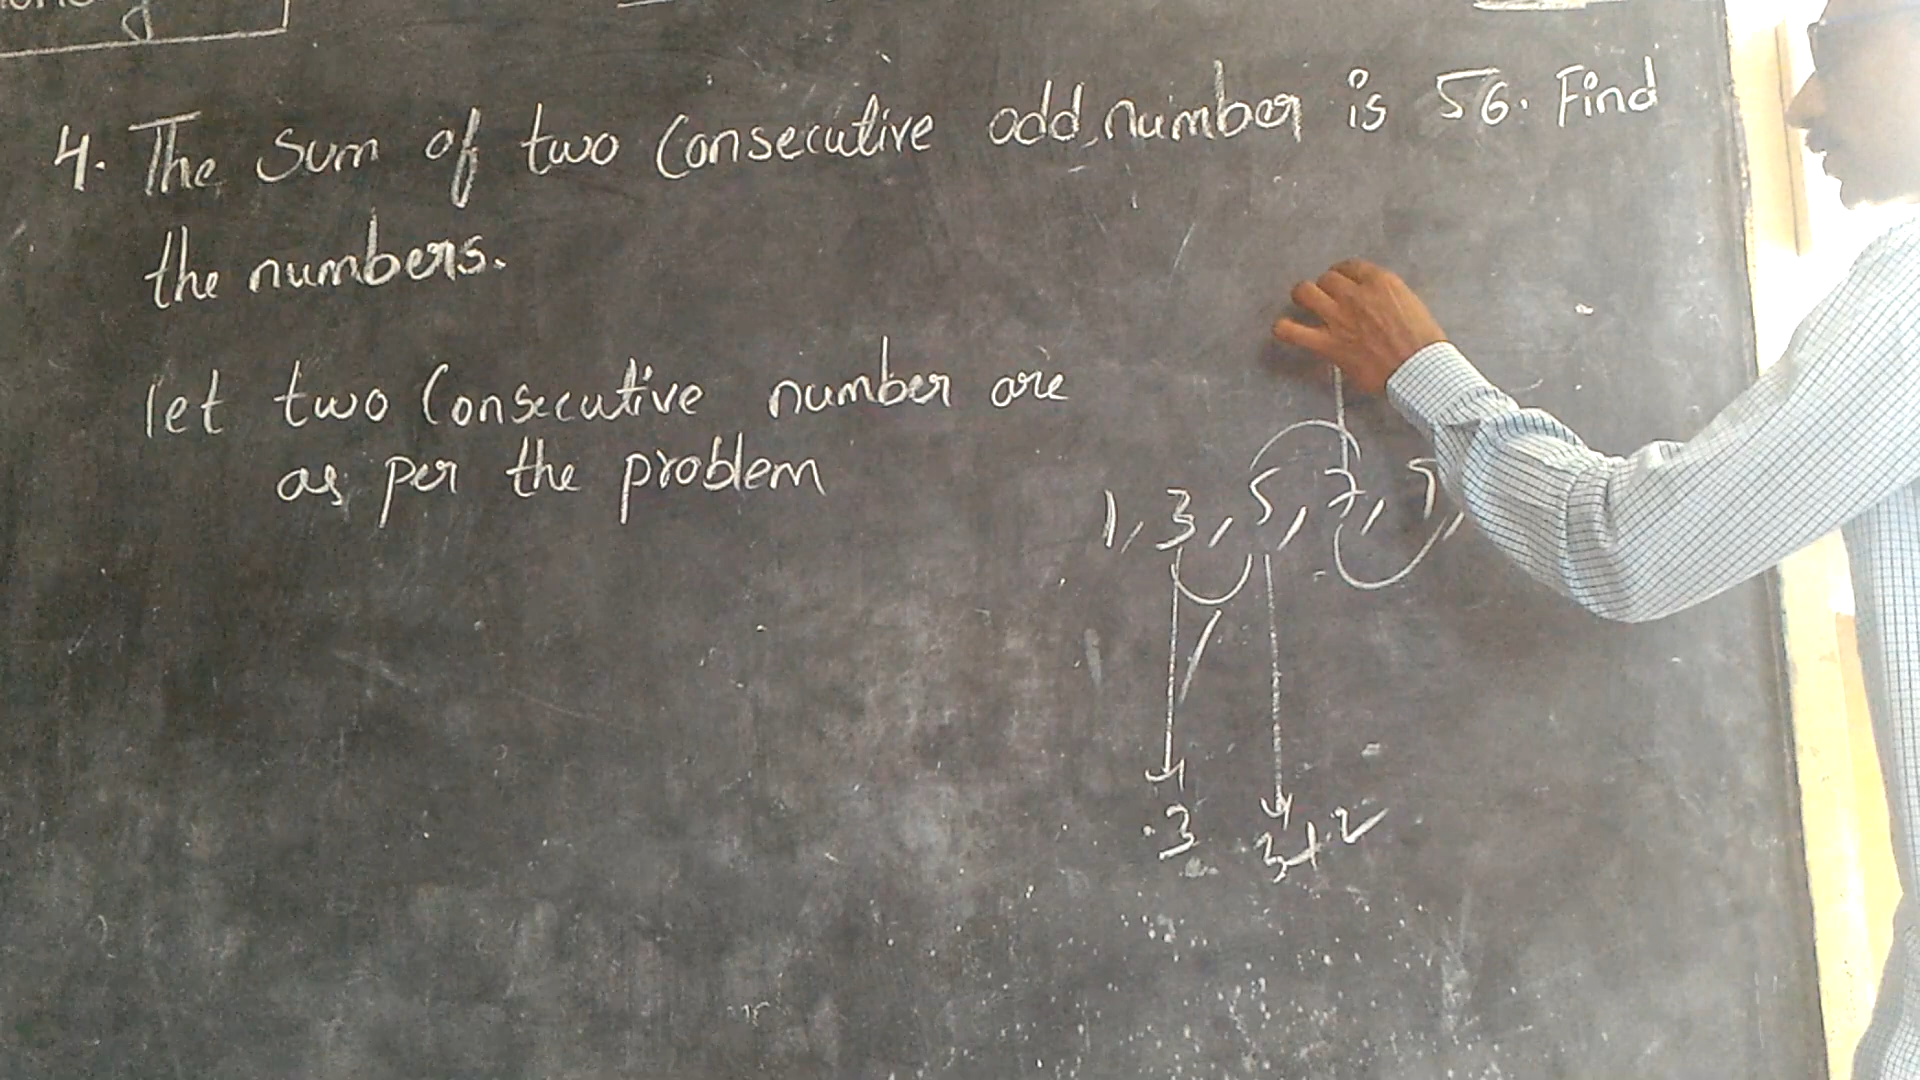 4. The sum of two consecutive odd, number is 56. Find
the numbers.
let two consecutive number are
as per the problem
1, 3, 5, 7, 9,
3 3+2